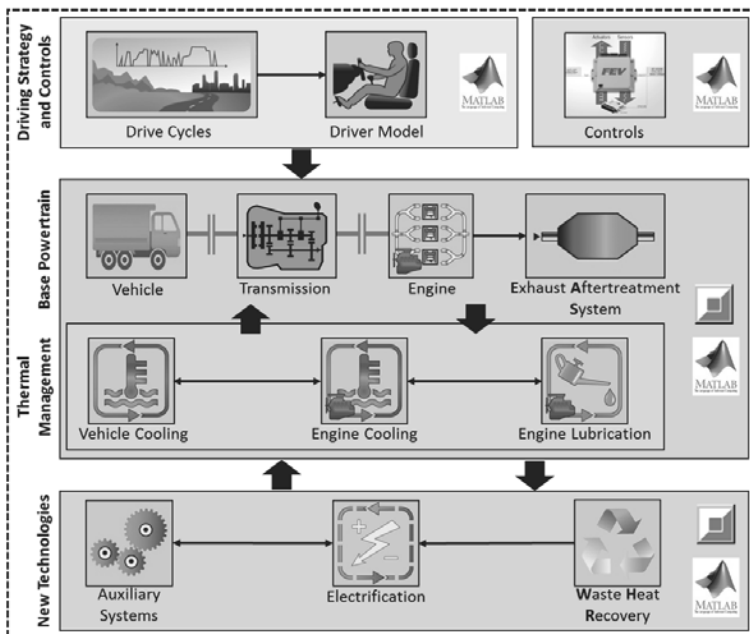 Driving Strategy
and Controls
Drive Cycles
Driver Model
MATLAB
Actuators Sensors
FEV
Controls
MATLAB
Base Powertrain
Vehicle
Transmission
Engine
Exhaust Aftertreatment
System
Thermal
Management
Vehicle Cooling
Engine Cooling
Engine Lubrication
MATLAB
New Technologies
Auxiliary
Systems
Electrification
Waste Heat
Recovery
MATLAB